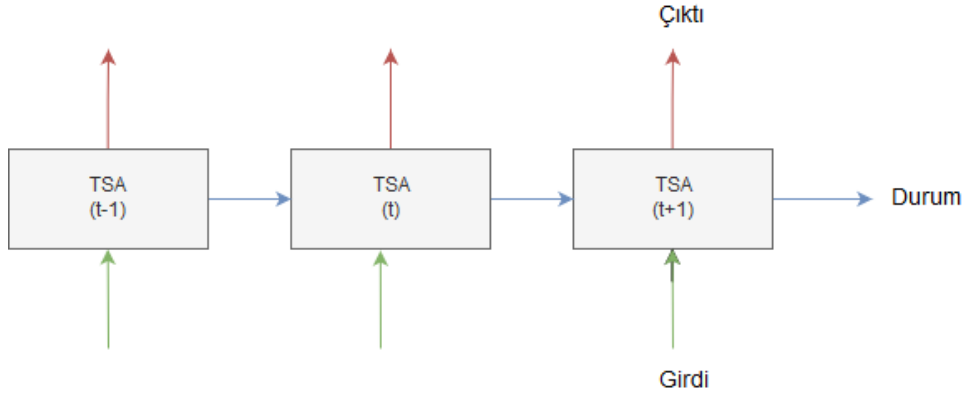 Çıktı
TSA
(t-1)
TSA
(t)
TSA
(t+1)
Durum
Girdi